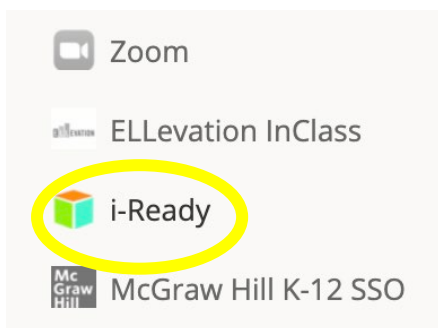 Zoom
ELLevation InClass
i-Ready
Mc
Graw
Hill
McGraw Hill K-12 SSO